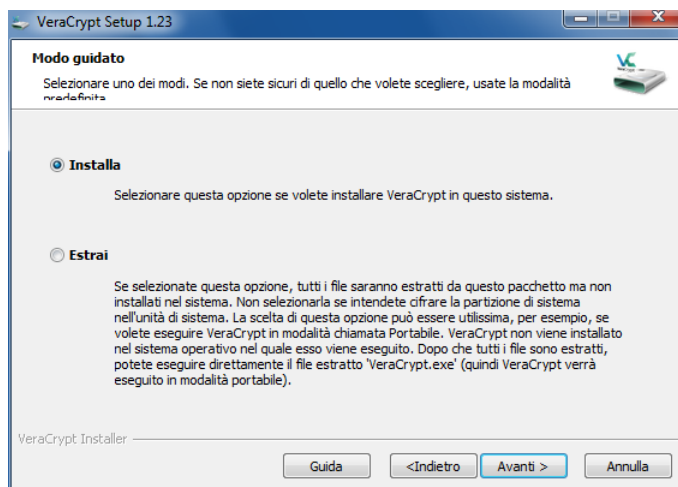 VeraCrypt Setup 1.23
Modo guidato
Selezionare uno dei modi. Se non siete sicuri di quello che volete scegliere, usate la modalità
predefinita
Installa
Selezionare questa opzione se volete installare VeraCrypt in questo sistema.
Estrai
Se selezionate questa opzione, tutti i file saranno estratti da questo pacchetto ma non
installati nel sistema. Non selezionarla se intendete cifrare la partizione di sistema
nell'unità di sistema. La scelta di questa opzione può essere utilissima, per esempio, se
volete eseguire VeraCrypt in modalità chiamata Portabile. VeraCrypt non viene installato
nel sistema operativo nel quale esso viene eseguito. Dopo che tutti i file sono estratti,
potete eseguire direttamente il file estratto 'VeraCrypt.exe' (quindi VeraCrypt verrà
eseguito in modalità portabile).
VeraCrypt Installer
Guida <Indietro Avanti > Annulla